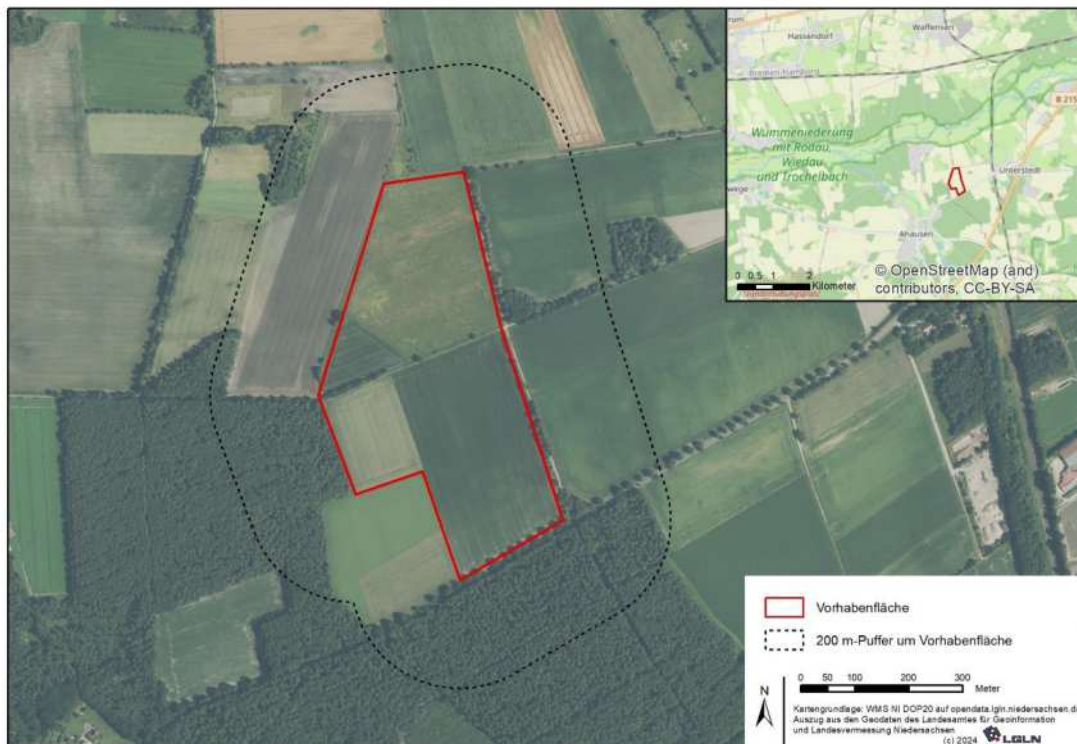 Hassendorf
Waffensen
Bremen-Hamburg
B 215
Wümmeniederung
mit Rodau,
Wiedau
und Trochelbach
Unterstedt
Ahausen
0 0.5 1 2
Kilometer
© OpenStreetMap (and)
contributors, CC-BY-SA
Vorhabenfläche
200 m-Puffer um Vorhabenfläche
0 50 100 200 300
Meter
N
Kartengrundlage: WMS NI DOP20 auf opendata.lgln.niedersachsen.d
Auszug aus den Geodaten des Landesamtes für Geoinformation
und Landesvermessung Niedersachsen
(c) 2024 LGLN